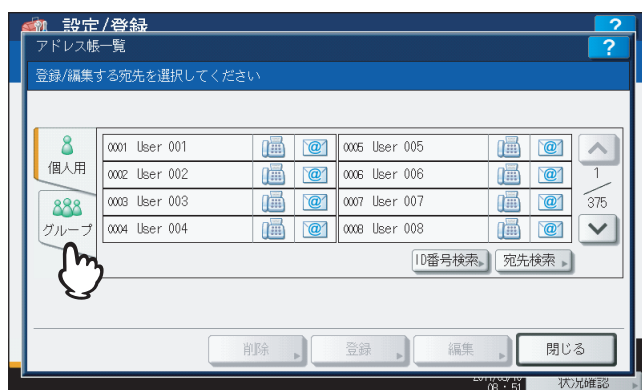 設定/登録 ?
アドレス帳一覧 ?
登録/編集する宛先を選択してください
個人用
グループ
0001 User 001
0002 User 002
0003 User 003
0004 User 004
0005 User 005
0006 User 006
0007 User 007
0008 User 008
1
375
ID番号検索
宛先検索
削除
登録
編集
閉じる
08 : 51
状況確認